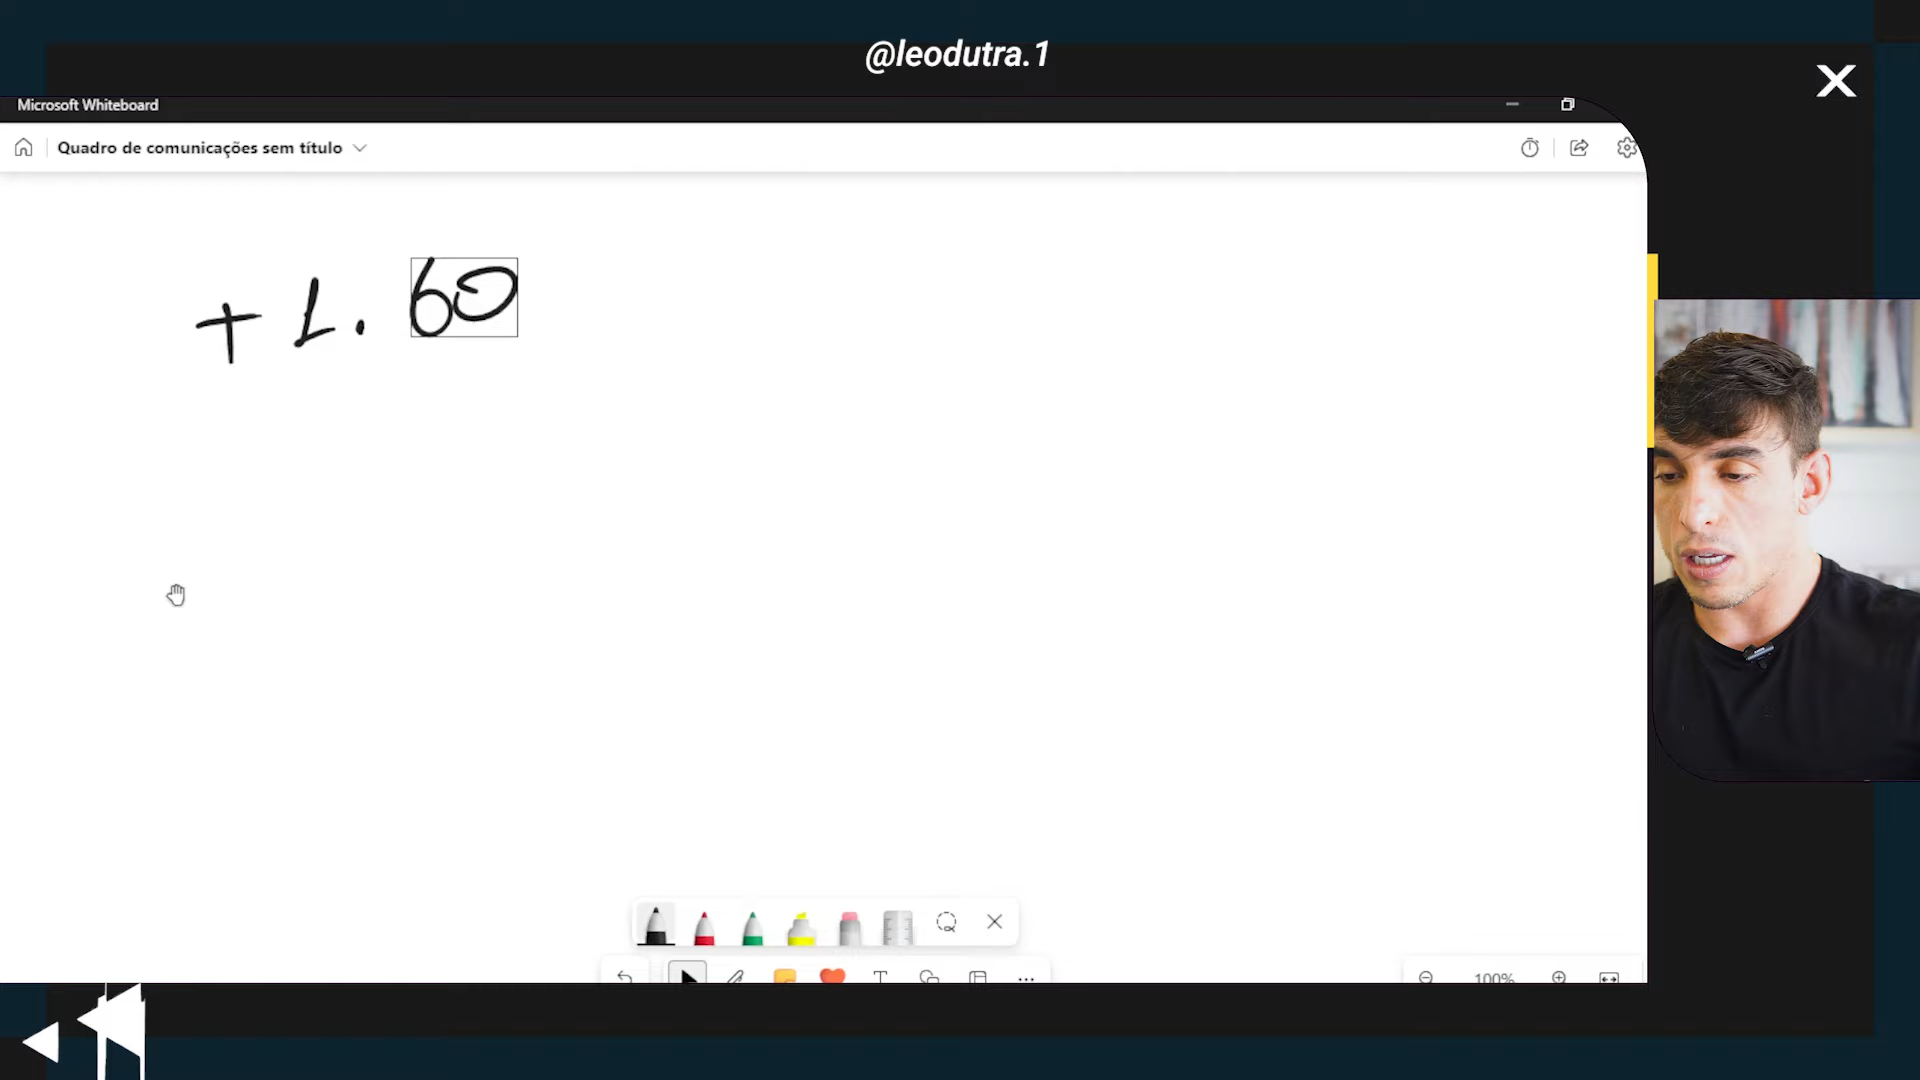 @leodutra.1
Microsoft Whiteboard
Quadro de comunicações sem título
+ 1. 60
100%